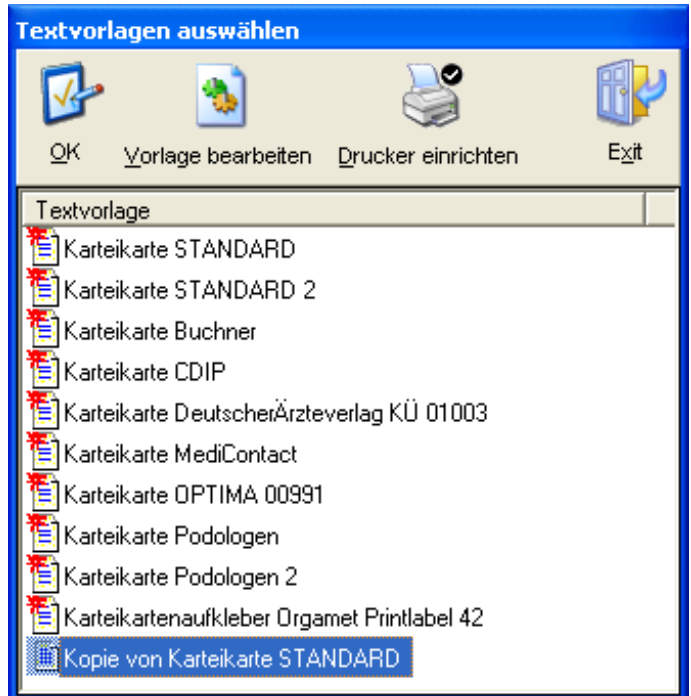 Textvorlagen auswählen
OK Vorlage bearbeiten Drucker einrichten Exit
Textvorlage
Karteikarte STANDARD
Karteikarte STANDARD 2
Karteikarte Buchner
Karteikarte CDIP
Karteikarte DeutscherÄrzteverlag KÜ 01003
Karteikarte MediContact
Karteikarte OPTIMA 00991
Karteikarte Podologen
Karteikarte Podologen 2
Karteikartenaufkleber Orgamet Printlabel 42
Kopie von Karteikarte STANDARD